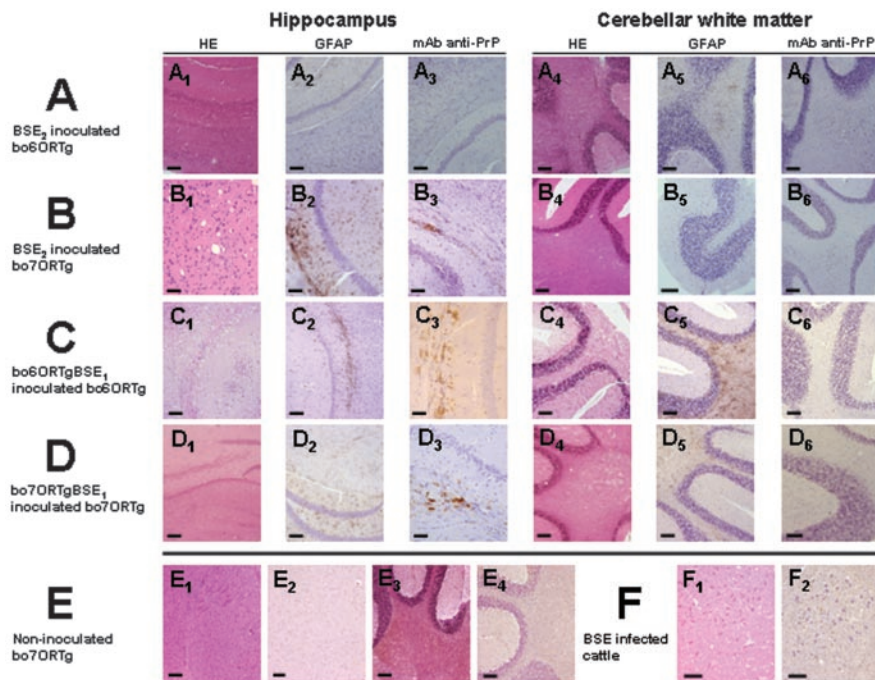 Hippocampus Cerebellar white matter
HE GFAP mAb anti-PrP HE GFAP mAb anti-PrP
A A1 A2 A3 A4 A5 A6
BSE2 inoculated
bo6ORTg
B B1 B2 B3 B4 B5 B6
BSE2 inoculated
bo7ORTg
C C1 C2 C3 C4 C5 C6
bo6ORTgBSE1
inoculated bo6ORTg
D D1 D2 D3 D4 D5 D6
bo7ORTgBSE1
inoculated bo7ORTg
E E1 E2 E3 E4 F F1 F2
Non-inoculated
bo7ORTg
BSE infected
cattle